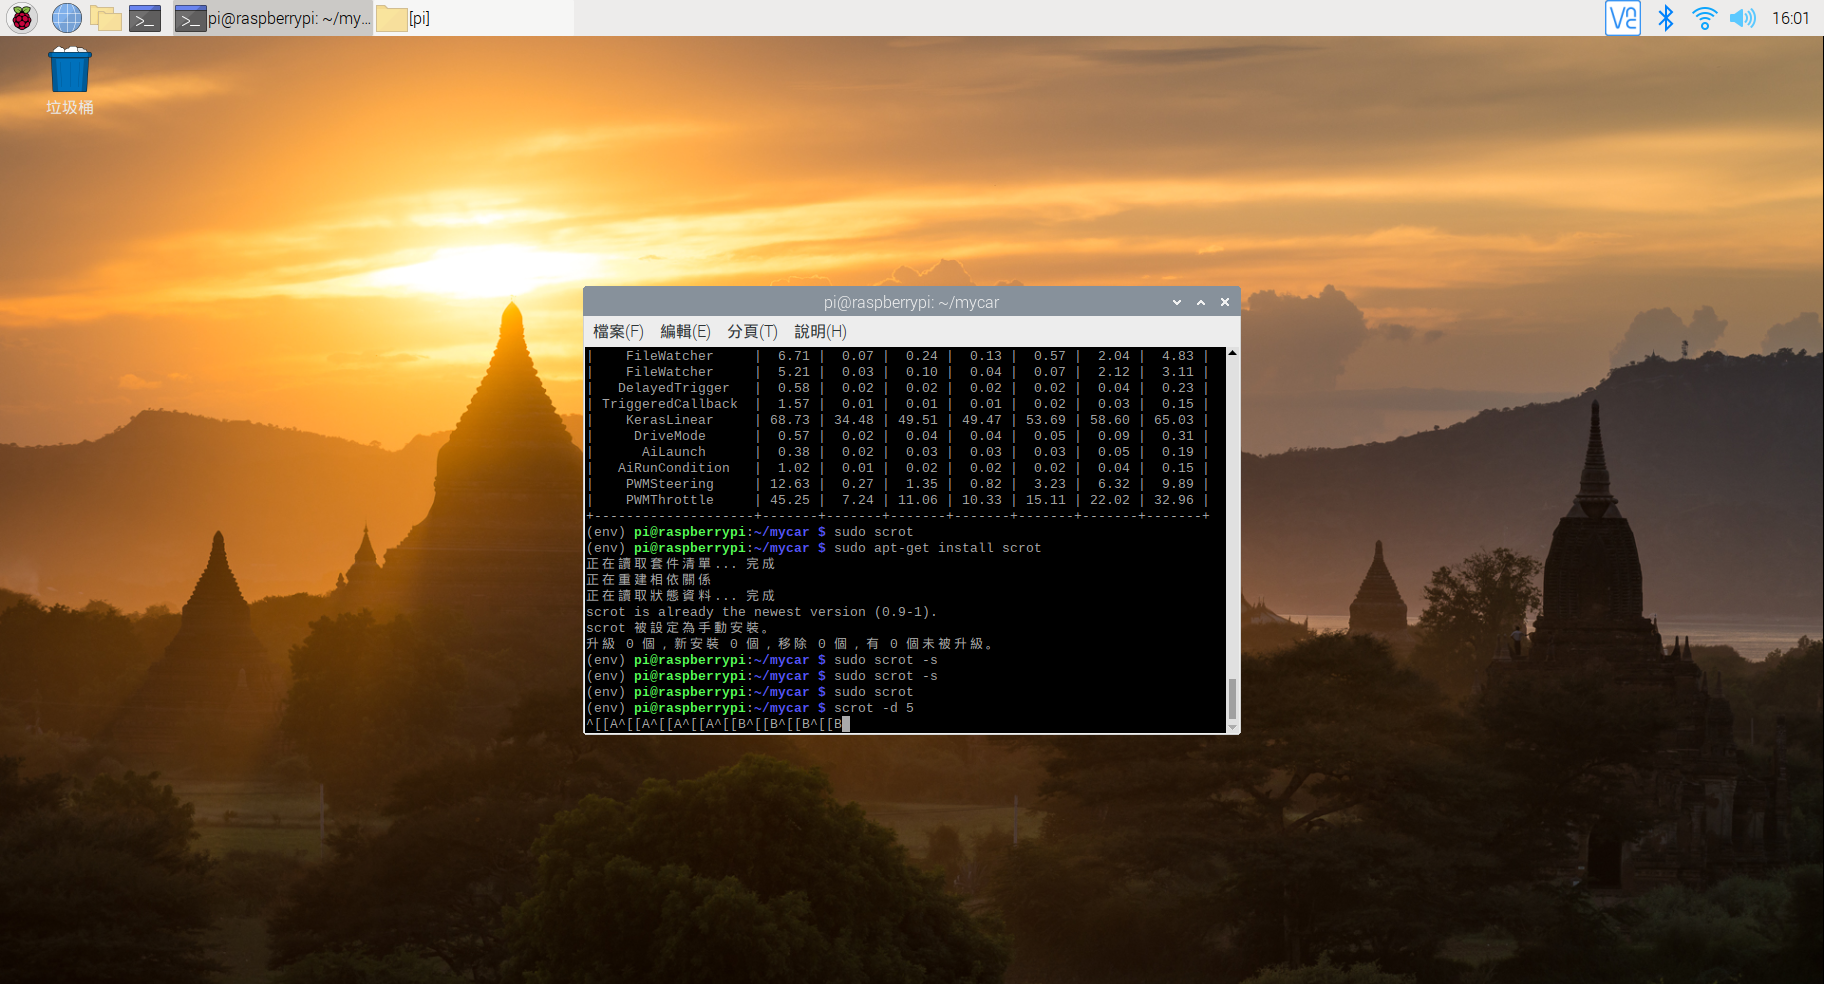 pi@raspberrypi: ~/my...
[pi]
16:01
垃圾桶
pi@raspberrypi: ~/mycar
檔案(F) 編輯(E) 分頁(T) 說明(H)
| FileWatcher | 6.71 | 0.07 | 0.24 | 0.13 | 0.57 | 2.04 | 4.83 |
| FileWatcher | 5.21 | 0.03 | 0.10 | 0.04 | 0.07 | 2.12 | 3.11 |
| DelayedTrigger | 0.58 | 0.02 | 0.02 | 0.02 | 0.02 | 0.04 | 0.23 |
| TriggeredCallback | 1.57 | 0.01 | 0.01 | 0.01 | 0.02 | 0.03 | 0.15 |
| KerasLinear | 68.73 | 34.48 | 49.51 | 49.47 | 53.69 | 58.60 | 65.03 |
| DriveMode | 0.57 | 0.02 | 0.04 | 0.04 | 0.05 | 0.09 | 0.31 |
| AiLaunch | 0.38 | 0.02 | 0.03 | 0.03 | 0.03 | 0.05 | 0.19 |
| AiRunCondition | 1.02 | 0.01 | 0.02 | 0.02 | 0.02 | 0.04 | 0.15 |
| PWMSteering | 12.63 | 0.27 | 1.35 | 0.82 | 3.23 | 6.32 | 9.89 |
| PWMThrottle | 45.25 | 7.24 | 11.06 | 10.33 | 15.11 | 22.02 | 32.96 |
+--------------------+-------+-------+-------+-------+-------+-------+-------+
(env) pi@raspberrypi:~/mycar $ sudo scrot
(env) pi@raspberrypi:~/mycar $ sudo apt-get install scrot
正在讀取套件清單... 完成
正在重建相依關係
正在讀取狀態資料... 完成
scrot is already the newest version (0.9-1).
scrot 被設定為手動安裝。
升級 0 個，新安裝 0 個，移除 0 個，有 0 個未被升級。
(env) pi@raspberrypi:~/mycar $ sudo scrot -s
(env) pi@raspberrypi:~/mycar $ sudo scrot -s
(env) pi@raspberrypi:~/mycar $ sudo scrot
(env) pi@raspberrypi:~/mycar $ scrot -d 5
^[[A^[[A^[[A^[[A^[[B^[[B^[[B^[[B